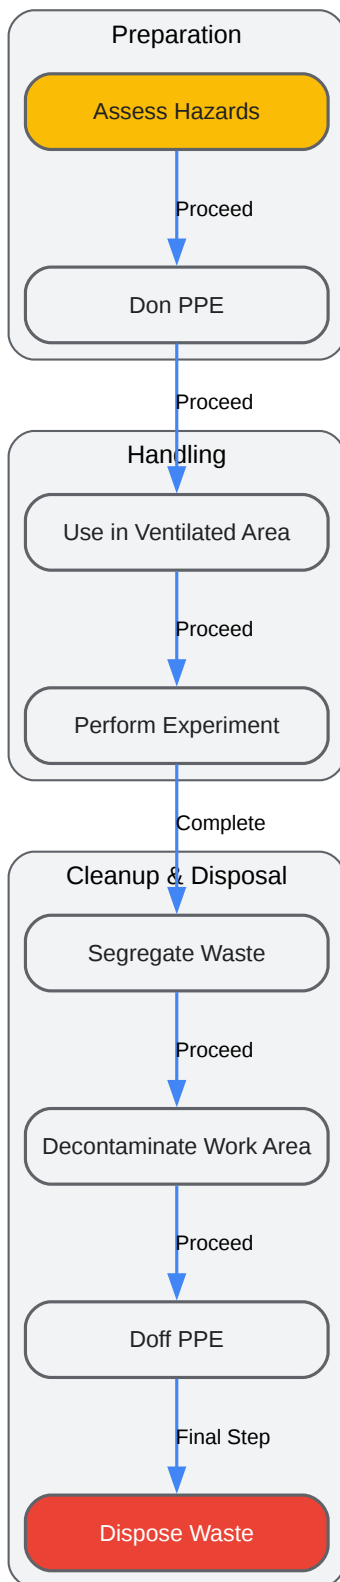 Preparation
Assess Hazards
Proceed
Don PPE
Proceed
Handling
Use in Ventilated Area
Proceed
Perform Experiment
Complete
Cleanup & Disposal
Segregate Waste
Proceed
Decontaminate Work Area
Proceed
Doff PPE
Final Step
Dispose Waste